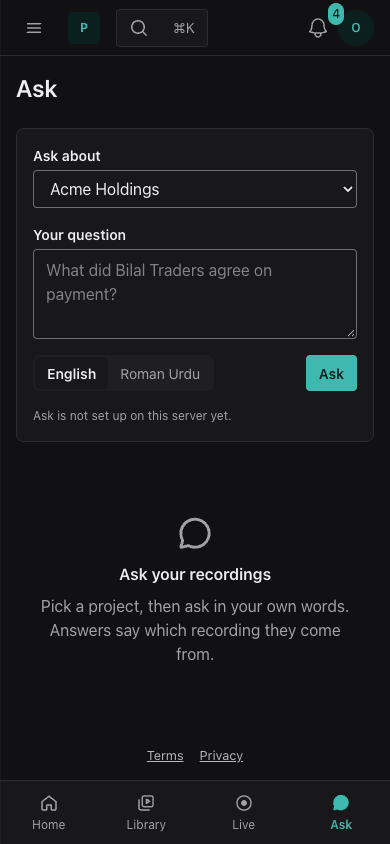 P
⌘K
4
O
Ask
Ask about
Acme Holdings
Your question
What did Bilal Traders agree on
payment?
English
Roman Urdu
Ask
Ask is not set up on this server yet.
Ask your recordings
Pick a project, then ask in your own words.
Answers say which recording they come
from.
Terms
Privacy
Home
Library
Live
Ask